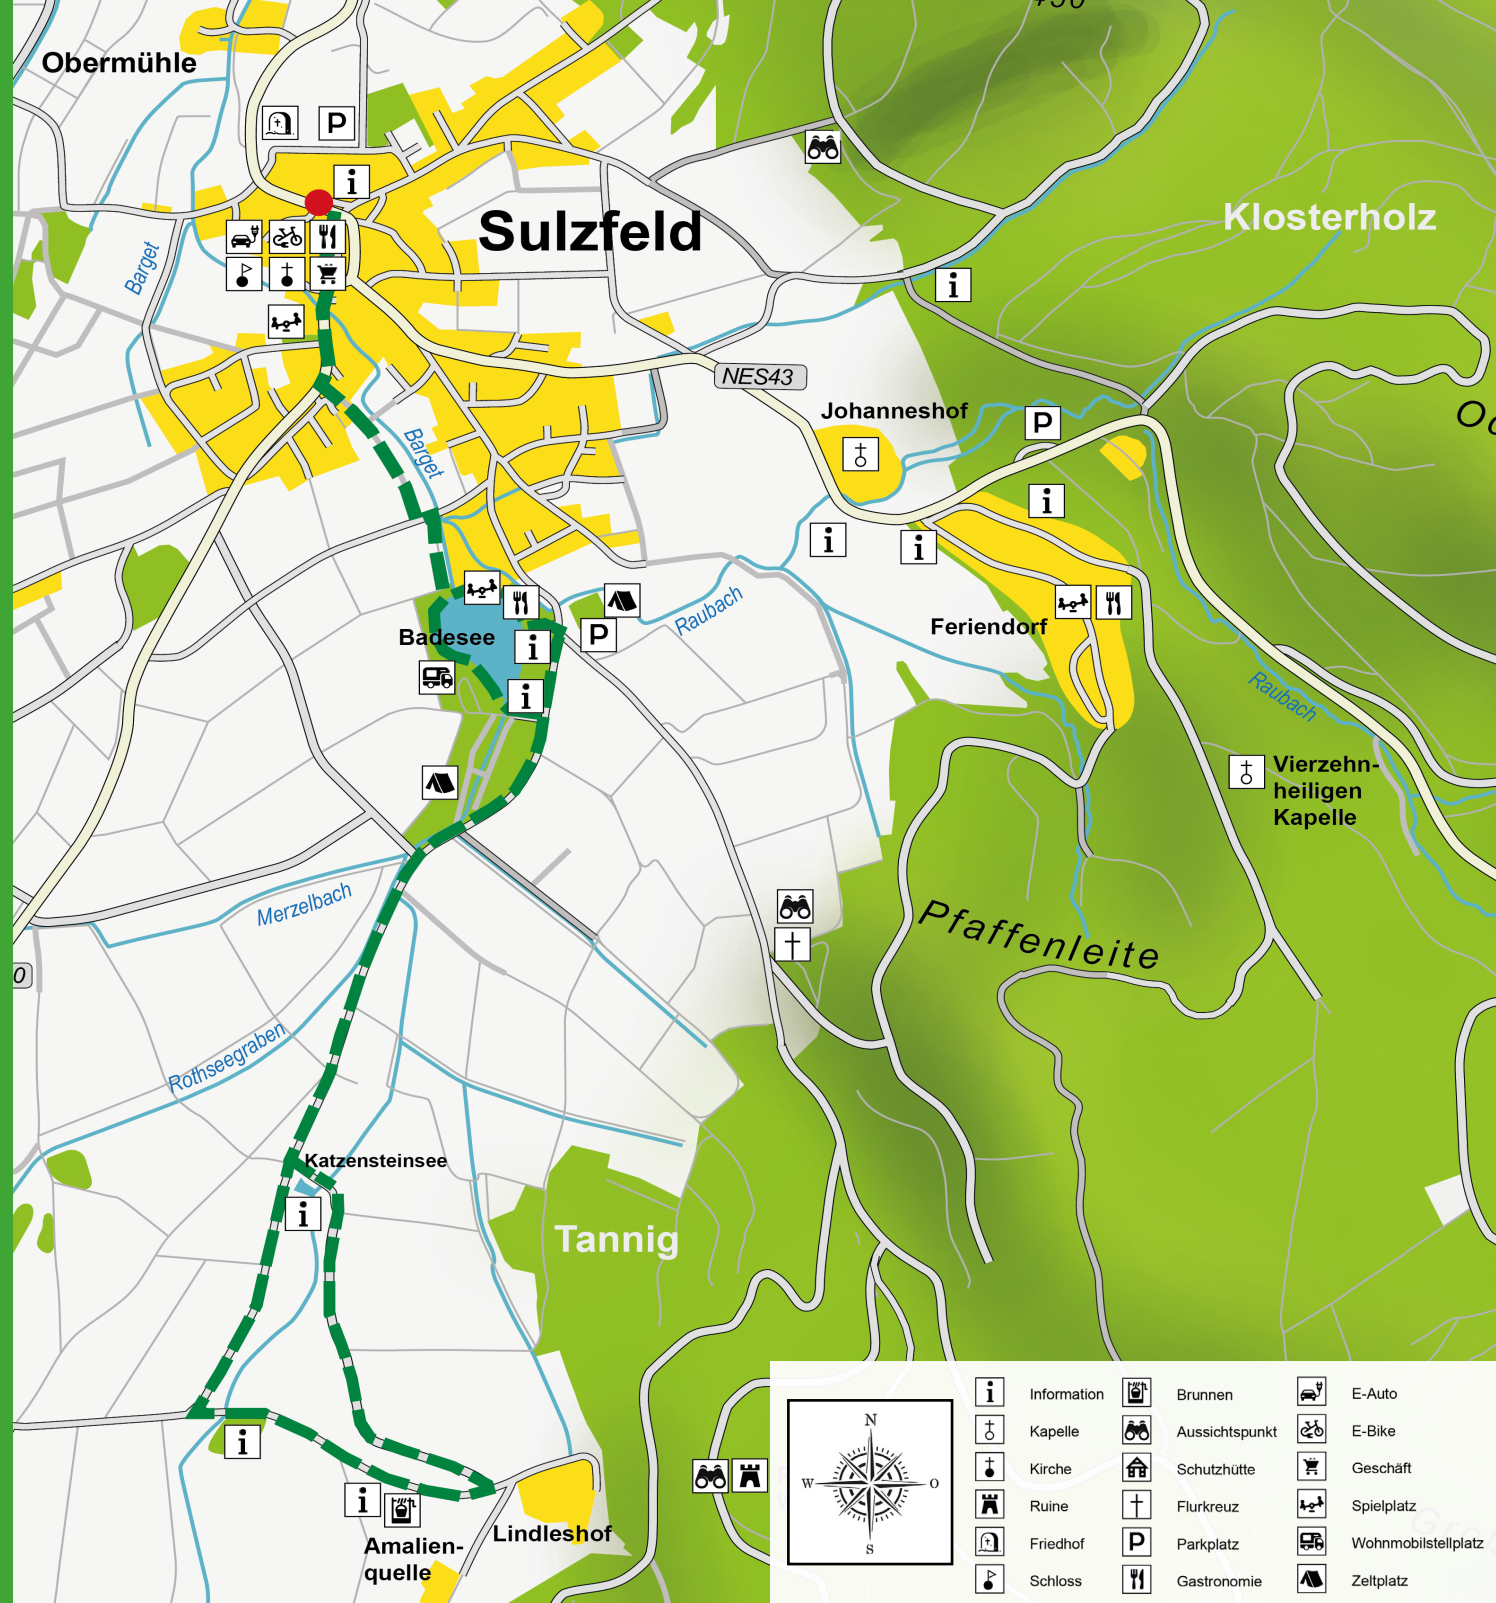 Obermühle
P
i
Sulzfeld
Klosterholz
Barget
i
NES43
Johanneshof
P
Barget
i
i
i
Raubach
P
Feriendorf
Badesee
i
i
Raubach
Vierzehn-
heiligen
Kapelle
Merzelbach
Pfaffenleite
0
Rothseegraben
Katzensteinsee
i
Tannig
i
i
Amalien-
quelle
Lindleshof
N
W
O
S
i Information
Kapelle
Kirche
Ruine
Friedhof
Schloss
Brunnen
Aussichtspunkt
Schutzhütte
Flurkreuz
P Parkplatz
Gastronomie
E-Auto
E-Bike
Geschäft
Spielplatz
Wohnmobilstellplatz
Zeltplatz